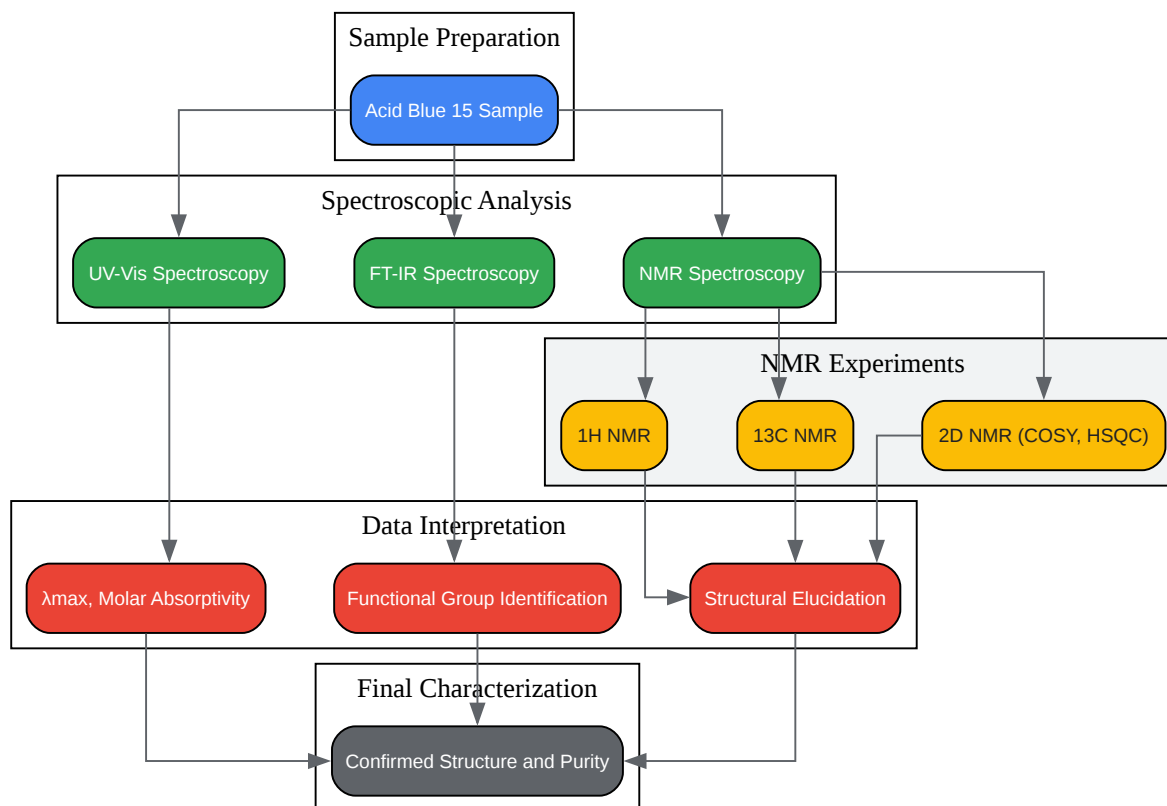 Sample Preparation
Acid Blue 15 Sample
Spectroscopic Analysis
UV-Vis Spectroscopy
FT-IR Spectroscopy
NMR Spectroscopy
NMR Experiments
1H NMR
13C NMR
2D NMR (COSY, HSQC)
Data Interpretation
λmax, Molar Absorptivity
Functional Group Identification
Structural Elucidation
Final Characterization
Confirmed Structure and Purity